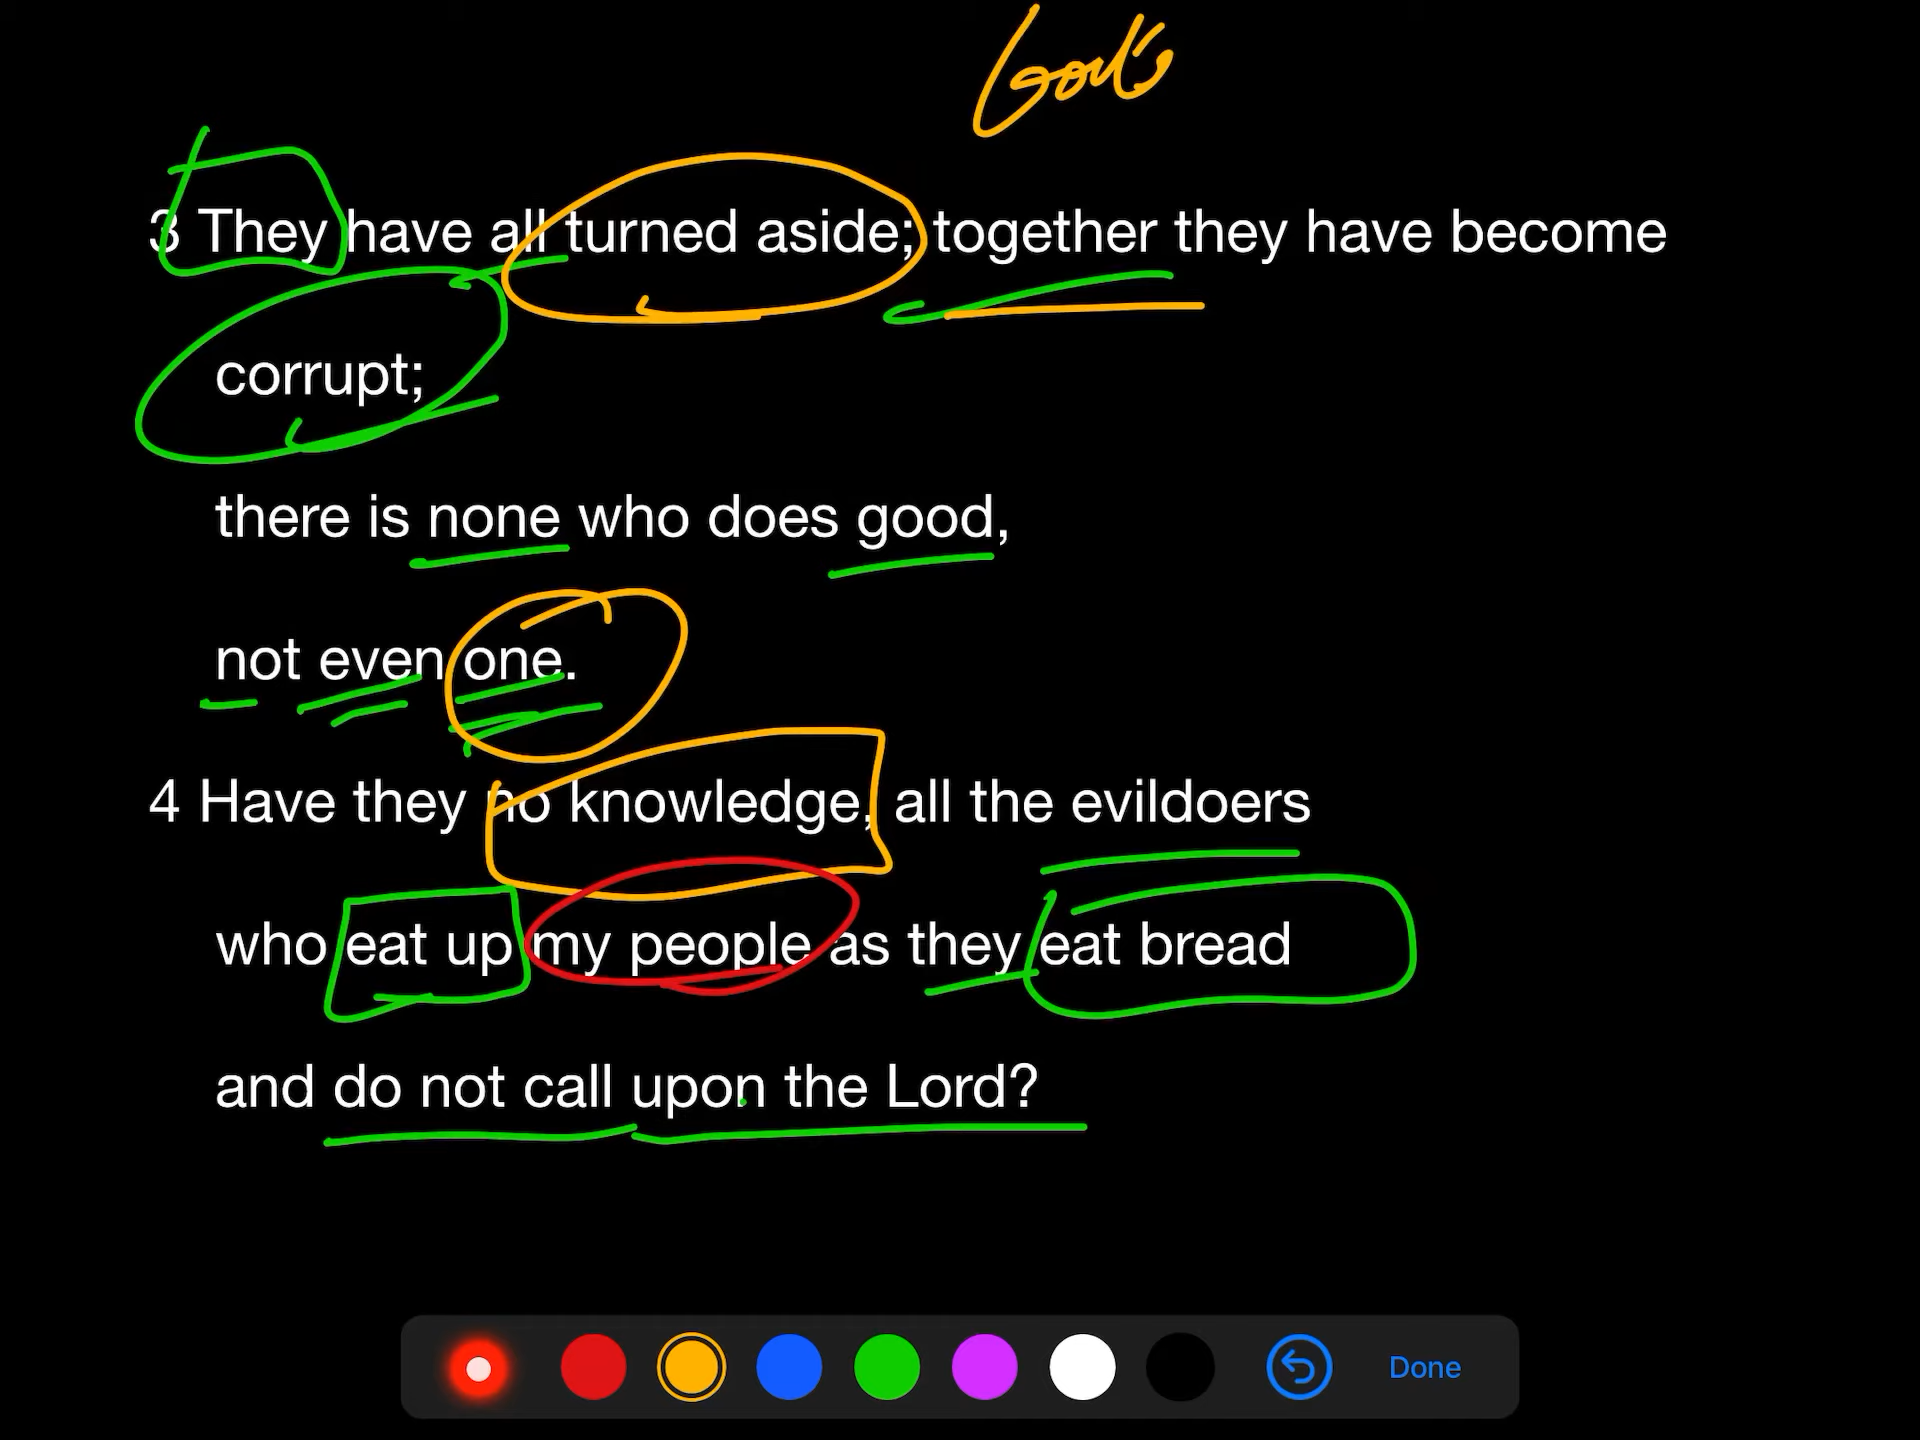 God's
3 They have all turned aside; together they have become
corrupt;
there is none who does good,
not even one.
4 Have they no knowledge, all the evildoers
who eat up my people as they eat bread
and do not call upon the Lord?
Done